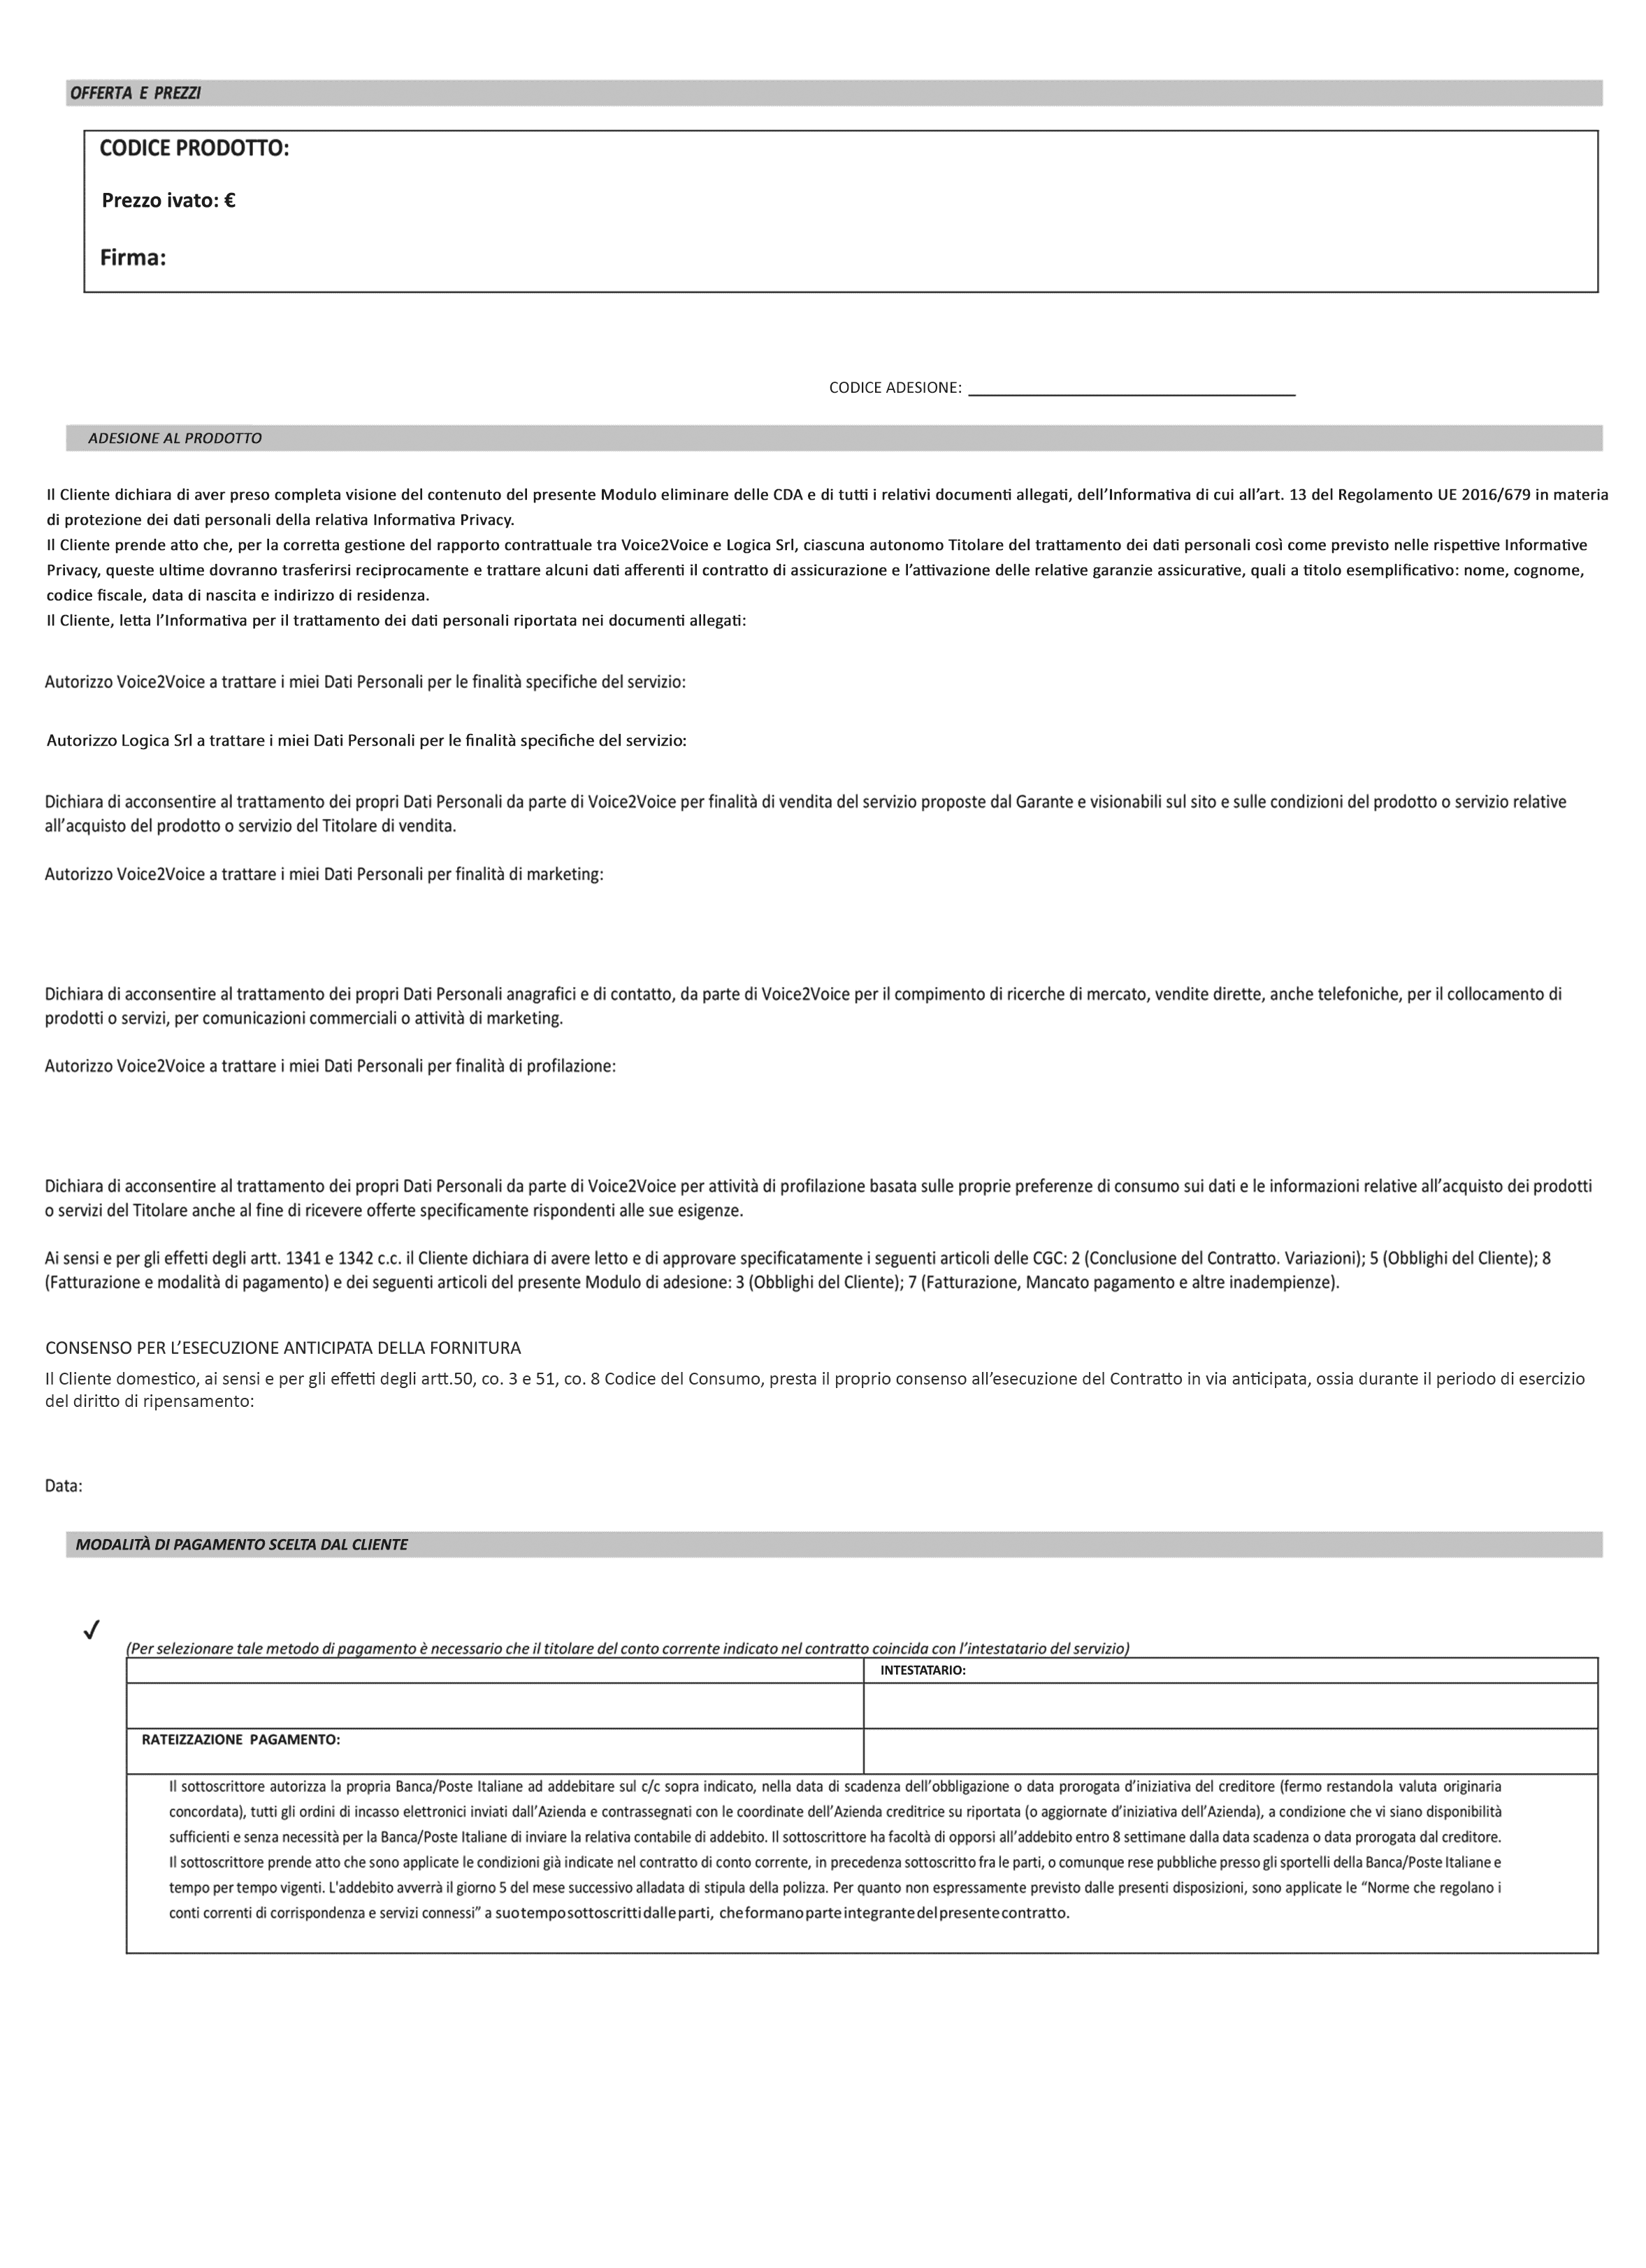 OFFERTA E PREZZI
CODICE PRODOTTO:
Prezzo ivato: €
Firma:
CODICE ADESIONE:
ADESIONE AL PRODOTTO
Il Cliente dichiara di aver preso completa visione del contenuto del presente Modulo eliminare delle CDA e di tutti i relativi documenti allegati, dell’Informativa di cui all’art. 13 del Regolamento UE 2016/679 in materia
di protezione dei dati personali della relativa Informativa Privacy.
Il Cliente prende atto che, per la corretta gestione del rapporto contrattuale tra Voice2Voice e Logica Srl, ciascuna autonomo Titolare del trattamento dei dati personali così come previsto nelle rispettive Informative
Privacy, queste ultime dovranno trasferirsi reciprocamente e trattare alcuni dati afferenti il contratto di assicurazione e l’attivazione delle relative garanzie assicurative, quali a titolo esemplificativo: nome, cognome,
codice fiscale, data di nascita e indirizzo di residenza.
Il Cliente, letta l’Informativa per il trattamento dei dati personali riportata nei documenti allegati:
Autorizzo Voice2Voice a trattare i miei Dati Personali per le finalità specifiche del servizio:
Autorizzo Logica Srl a trattare i miei Dati Personali per le finalità specifiche del servizio:
Dichiara di acconsentire al trattamento dei propri Dati Personali da parte di Voice2Voice per finalità di vendita del servizio proposte dal Garante e visionabili sul sito e sulle condizioni del prodotto o servizio relative
all’acquisto del prodotto o servizio del Titolare di vendita.
Autorizzo Voice2Voice a trattare i miei Dati Personali per finalità di marketing:
Dichiara di acconsentire al trattamento dei propri Dati Personali anagrafici e di contatto, da parte di Voice2Voice per il compimento di ricerche di mercato, vendite dirette, anche telefoniche, per il collocamento di
prodotti o servizi, per comunicazioni commerciali o attività di marketing.
Autorizzo Voice2Voice a trattare i miei Dati Personali per finalità di profilazione:
Dichiara di acconsentire al trattamento dei propri Dati Personali da parte di Voice2Voice per attività di profilazione basata sulle proprie preferenze di consumo sui dati e le informazioni relative all’acquisto dei prodotti
o servizi del Titolare anche al fine di ricevere offerte specificamente rispondenti alle sue esigenze.
Ai sensi e per gli effetti degli artt. 1341 e 1342 c.c. il Cliente dichiara di avere letto e di approvare specificatamente i seguenti articoli delle CGC: 2 (Conclusione del Contratto. Variazioni); 5 (Obblighi del Cliente); 8
(Fatturazione e modalità di pagamento) e dei seguenti articoli del presente Modulo di adesione: 3 (Obblighi del Cliente); 7 (Fatturazione, Mancato pagamento e altre inadempienze).
CONSENSO PER L’ESECUZIONE ANTICIPATA DELLA FORNITURA
Il Cliente domestico, ai sensi e per gli effetti degli artt.50, co. 3 e 51, co. 8 Codice del Consumo, presta il proprio consenso all’esecuzione del Contratto in via anticipata, ossia durante il periodo di esercizio
del diritto di ripensamento:
Data:
MODALITÀ DI PAGAMENTO SCELTA DAL CLIENTE
✓
(Per selezionare tale metodo di pagamento è necessario che il titolare del conto corrente indicato nel contratto coincida con l’intestatario del servizio)
INTESTATARIO:
RATEIZZAZIONE PAGAMENTO:
Il sottoscrittore autorizza la propria Banca/Poste Italiane ad addebitare sul c/c sopra indicato, nella data di scadenza dell’obbligazione o data prorogata d’iniziativa del creditore (fermo restandola valuta originaria
concordata), tutti gli ordini di incasso elettronici inviati dall’Azienda e contrassegnati con le coordinate dell’Azienda creditrice su riportata (o aggiornate d’iniziativa dell’Azienda), a condizione che vi siano disponibilità
sufficienti e senza necessità per la Banca/Poste Italiane di inviare la relativa contabile di addebito. Il sottoscrittore ha facoltà di opporsi all’addebito entro 8 settimane dalla data scadenza o data prorogata dal creditore.
Il sottoscrittore prende atto che sono applicate le condizioni già indicate nel contratto di conto corrente, in precedenza sottoscritto fra le parti, o comunque rese pubbliche presso gli sportelli della Banca/Poste Italiane e
tempo per tempo vigenti. L'addebito avverrà il giorno 5 del mese successivo alladata di stipula della polizza. Per quanto non espressamente previsto dalle presenti disposizioni, sono applicate le “Norme che regolano i
conti correnti di corrispondenza e servizi connessi” a suo tempo sottoscritti dalle parti, che formano parte integrante del presente contratto.